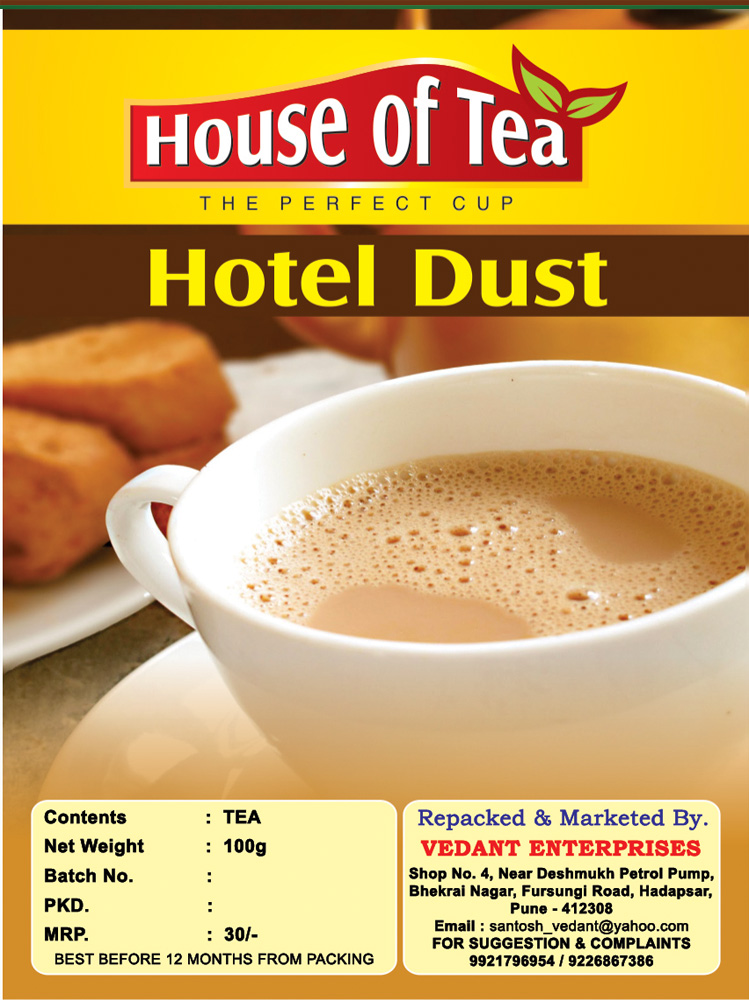 House of Tea
THE PERFECT CUP
Hotel Dust
Contents : TEA
Net Weight : 100g
Batch No. :
PKD. :
MRP. : 30/-
BEST BEFORE 12 MONTHS FROM PACKING
Repacked & Marketed By.
VEDANT ENTERPRISES
Shop No. 4, Near Deshmukh Petrol Pump,
Bhekrai Nagar, Fursungi Road, Hadapsar,
Pune - 412308
Email : santosh_vedant@yahoo.com
FOR SUGGESTION & COMPLAINTS
9921796954 / 9226867386